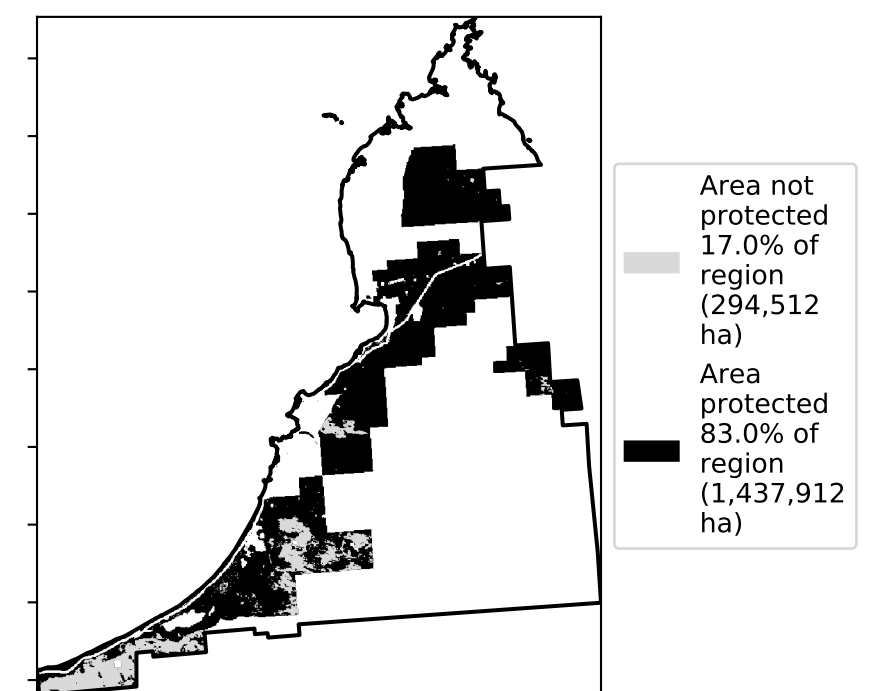 Area not
protected
17.0% of
region
(294,512
ha)
Area
protected
83.0% of
region
(1,437,912
ha)